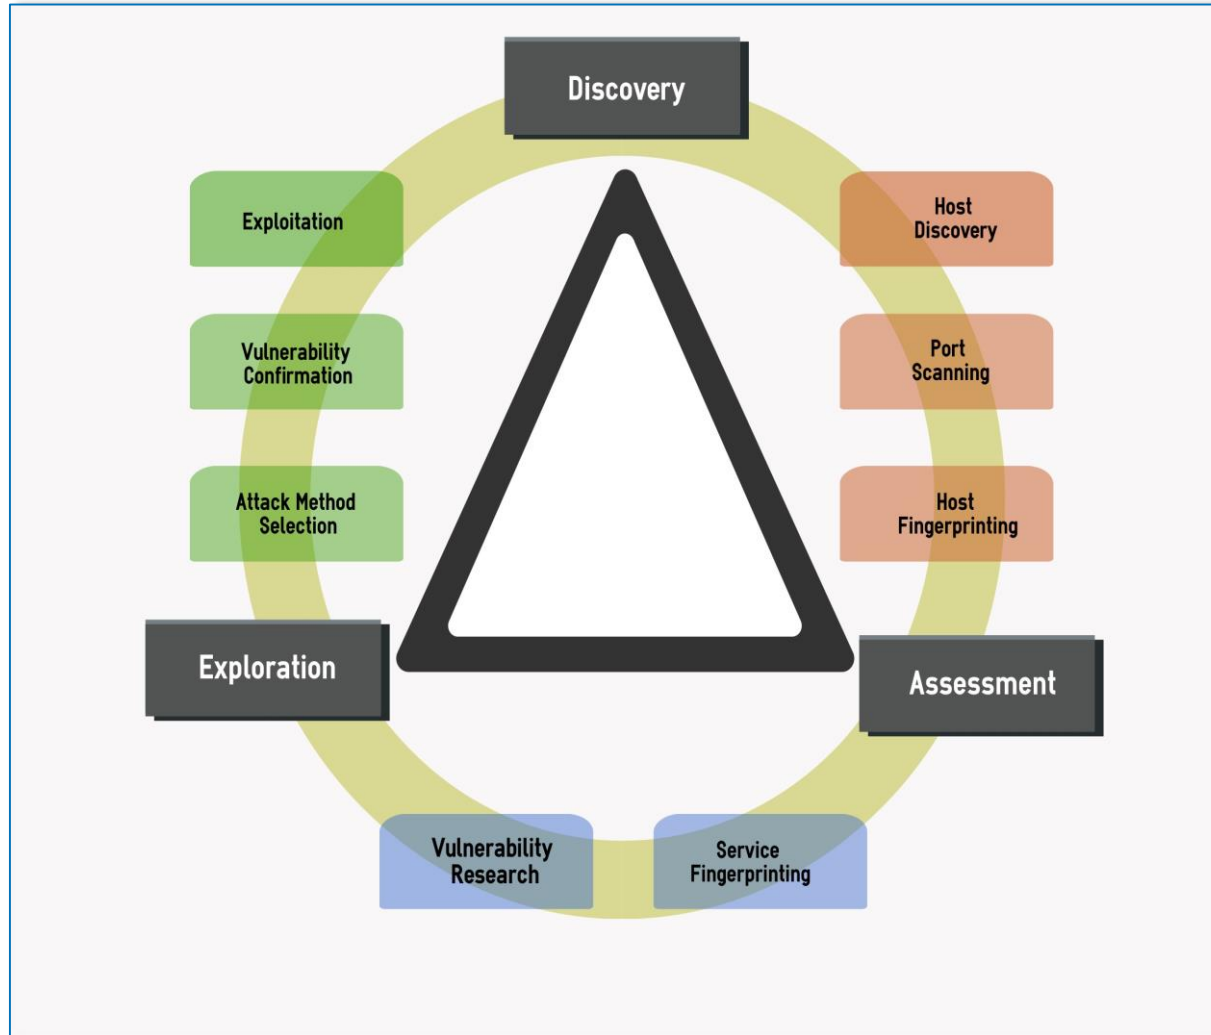 Discovery
Exploitation
Host
Discovery
Vulnerability
Confirmation
Port
Scanning
Attack Method
Selection
Host
Fingerprinting
Exploration
Assessment
Vulnerability
Research
Service
Fingerprinting